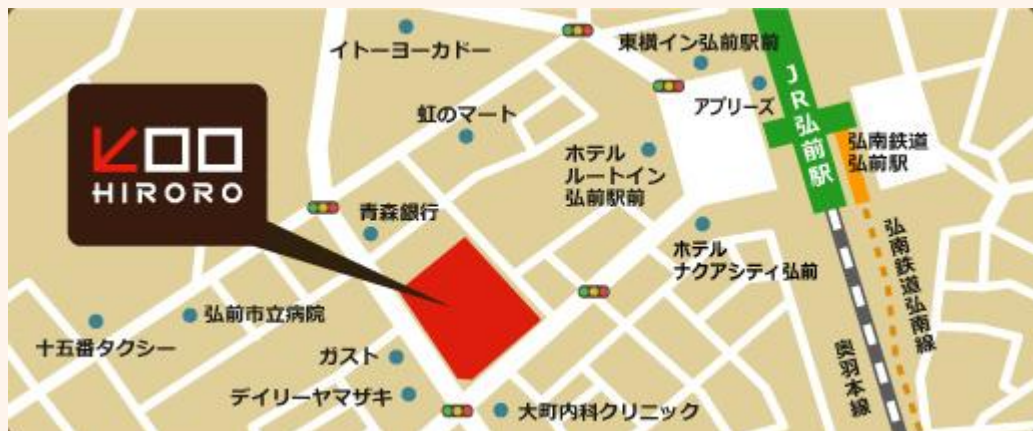 イトーヨーカドー
東横イン弘前駅前
アプリーズ
JR弘前駅
弘南鉄道
弘前駅
虹のマート
ホテル
ルートイン
弘前駅前
HIRORO
青森銀行
ホテル
ナクアシティ弘前
弘南鉄道弘南線
弘前市立病院
十五番タクシー
ガスト
奥羽本線
デイリーヤマザキ
大町内科クリニック